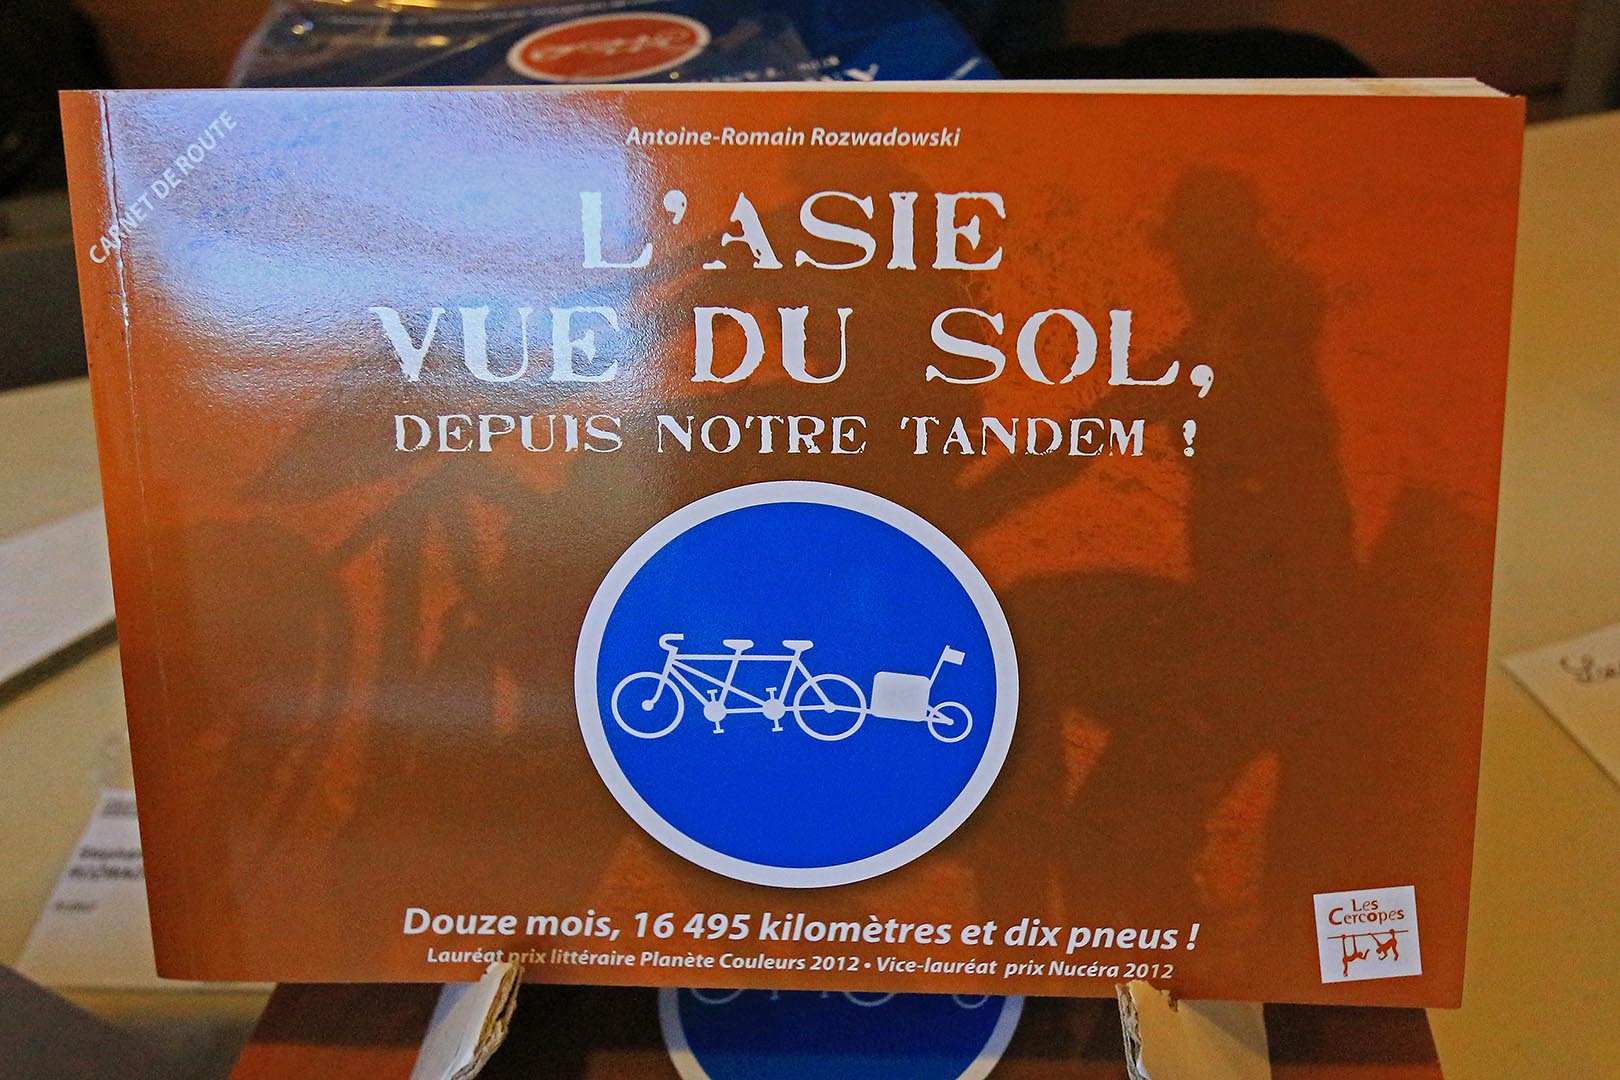 CARNET DE ROUTE
Antoine-Romain Rozwadowski
L'ASIE
VUE DU SOL,
DEPUIS NOTRE TANDEM !
Douze mois, 16 495 kilomètres et dix pneus !
Lauréat prix littéraire Planète Couleurs 2012 • Vice-lauréat prix Nucéra 2012
Les
Cercopes